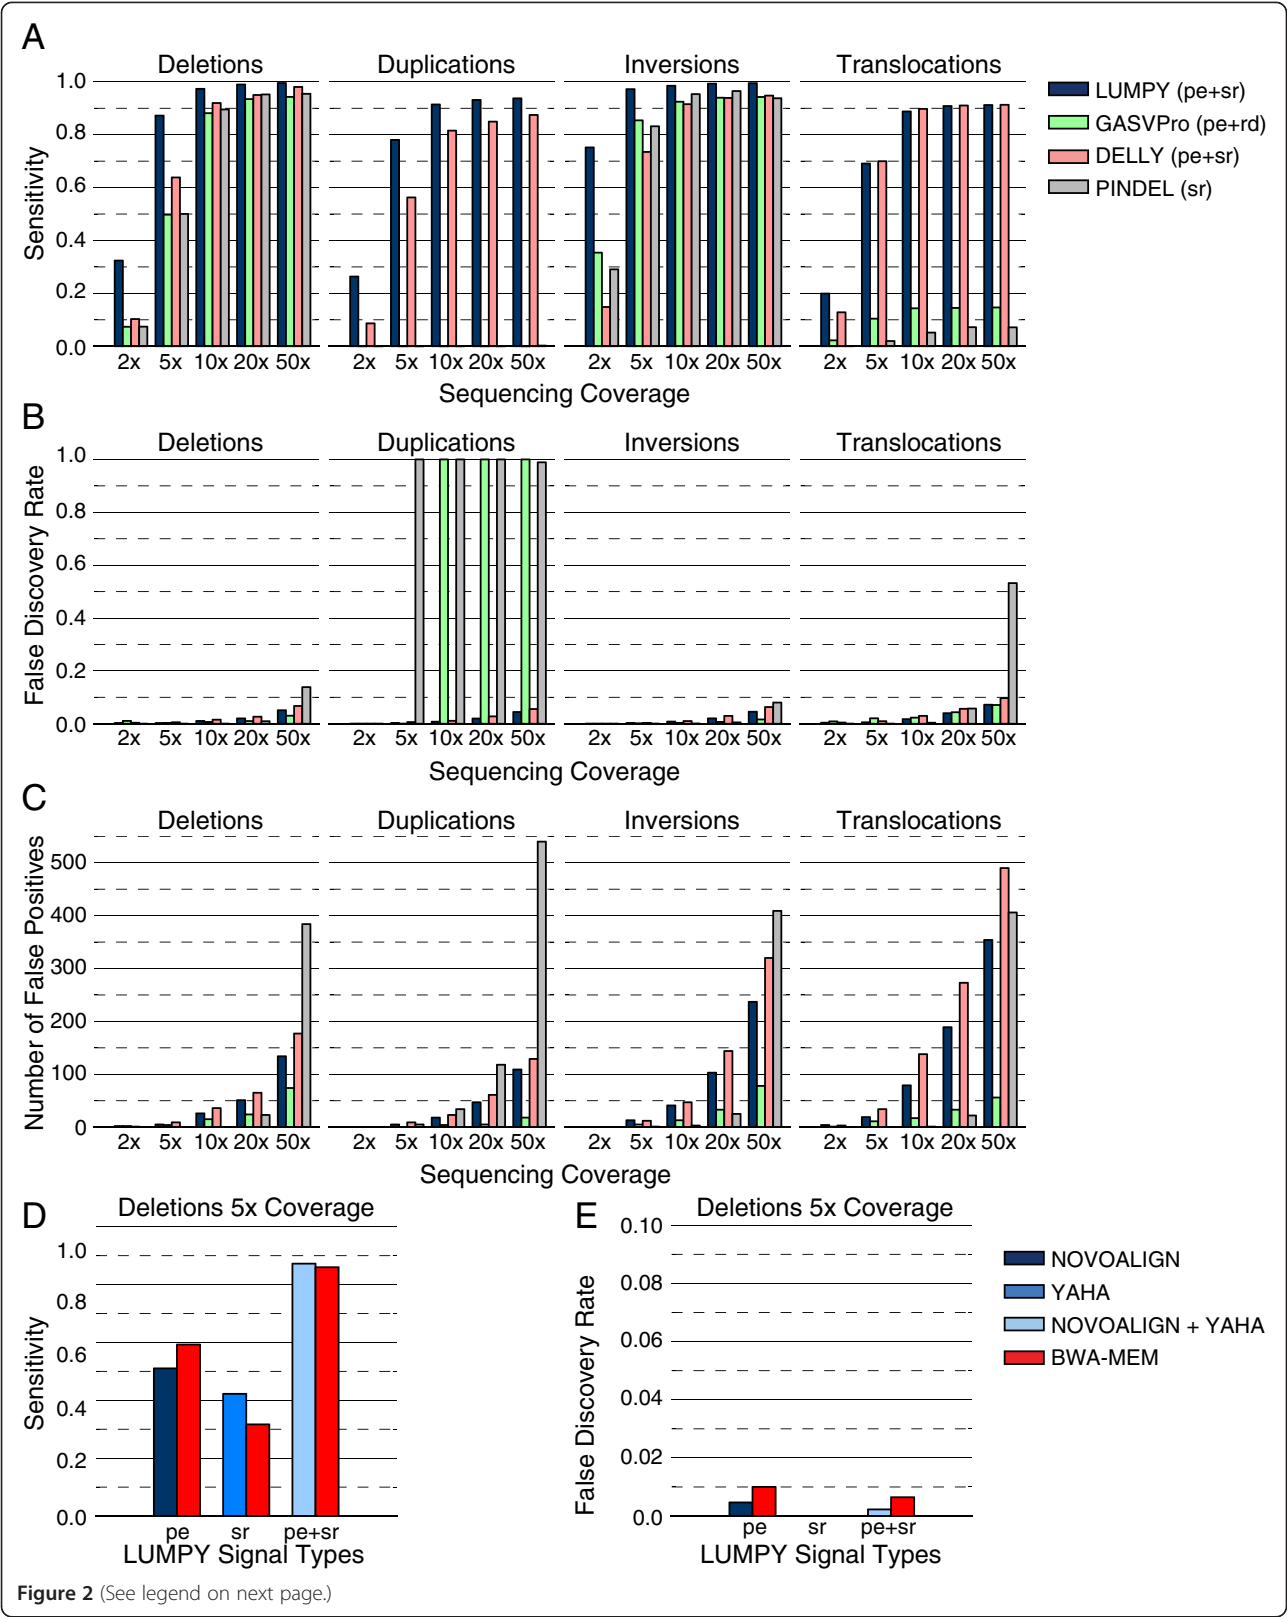 A
Deletions Duplications Inversions Translocations
Sensitivity
1.0
0.8
0.6
0.4
0.2
0.0
2x 5x 10x 20x 50x 2x 5x 10x 20x 50x 2x 5x 10x 20x 50x 2x 5x 10x 20x 50x
Sequencing Coverage
LUMPY (pe+sr)
GASVPro (pe+rd)
DELLY (pe+sr)
PINDEL (sr)
B
Deletions Duplications Inversions Translocations
False Discovery Rate
1.0
0.8
0.6
0.4
0.2
0.0
2x 5x 10x 20x 50x 2x 5x 10x 20x 50x 2x 5x 10x 20x 50x 2x 5x 10x 20x 50x
Sequencing Coverage
C
Deletions Duplications Inversions Translocations
Number of False Positives
500
400
300
200
100
0
2x 5x 10x 20x 50x 2x 5x 10x 20x 50x 2x 5x 10x 20x 50x 2x 5x 10x 20x 50x
Sequencing Coverage
D
Deletions 5x Coverage
Sensitivity
1.0
0.8
0.6
0.4
0.2
0.0
pe sr pe+sr
LUMPY Signal Types
E
Deletions 5x Coverage
False Discovery Rate
0.10
0.08
0.06
0.04
0.02
0.0
pe sr pe+sr
LUMPY Signal Types
NOVOALIGN
YAHA
NOVOALIGN + YAHA
BWA-MEM
Figure 2 (See legend on next page.)